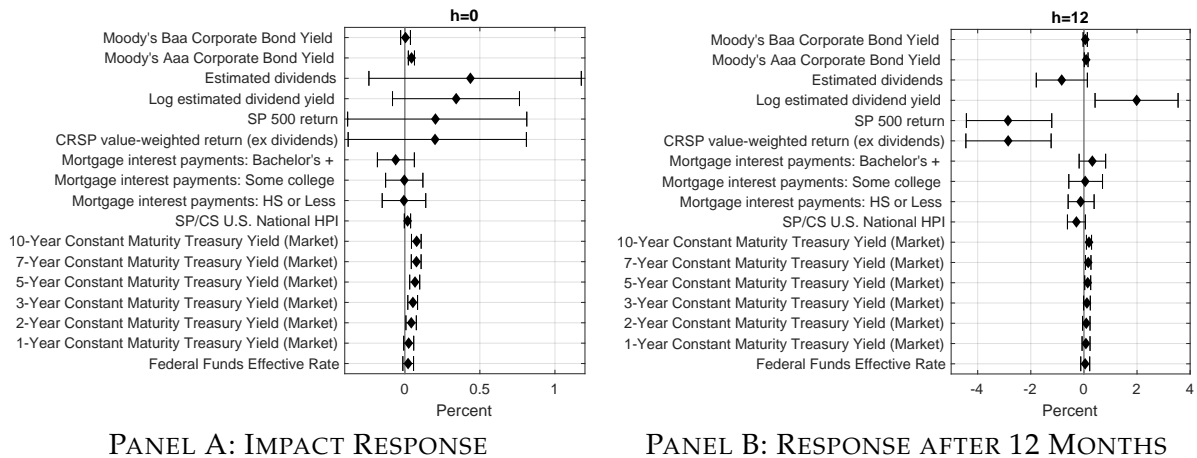 h=0
Moody's Baa Corporate Bond Yield
Moody's Aaa Corporate Bond Yield
Estimated dividends
Log estimated dividend yield
SP 500 return
CRSP value-weighted return (ex dividends)
Mortgage interest payments: Bachelor's +
Mortgage interest payments: Some college
Mortgage interest payments: HS or Less
SP/CS U.S. National HPI
10-Year Constant Maturity Treasury Yield (Market)
7-Year Constant Maturity Treasury Yield (Market)
5-Year Constant Maturity Treasury Yield (Market)
3-Year Constant Maturity Treasury Yield (Market)
2-Year Constant Maturity Treasury Yield (Market)
1-Year Constant Maturity Treasury Yield (Market)
Federal Funds Effective Rate
0 0.5 1
Percent
PANEL A: IMPACT RESPONSE
h=12
Moody's Baa Corporate Bond Yield
Moody's Aaa Corporate Bond Yield
Estimated dividends
Log estimated dividend yield
SP 500 return
CRSP value-weighted return (ex dividends)
Mortgage interest payments: Bachelor's +
Mortgage interest payments: Some college
Mortgage interest payments: HS or Less
SP/CS U.S. National HPI
10-Year Constant Maturity Treasury Yield (Market)
7-Year Constant Maturity Treasury Yield (Market)
5-Year Constant Maturity Treasury Yield (Market)
3-Year Constant Maturity Treasury Yield (Market)
2-Year Constant Maturity Treasury Yield (Market)
1-Year Constant Maturity Treasury Yield (Market)
Federal Funds Effective Rate
-4 -2 0 2 4
Percent
PANEL B: RESPONSE AFTER 12 MONTHS